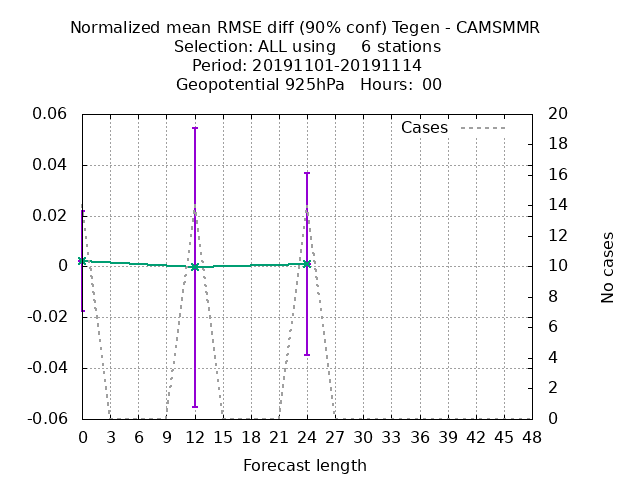 Normalized mean RMSE diff (90% conf) Tegen - CAMSMMR
Selection: ALL using     6 stations
Period: 20191101-20191114
Geopotential 925hPa   Hours:  00
Cases
0.06
0.04
0.02
0
-0.02
-0.04
-0.06
20
18
16
14
12
10
8
6
4
2
0
No cases
0 3 6 9 12 15 18 21 24 27 30 33 36 39 42 45 48
Forecast length